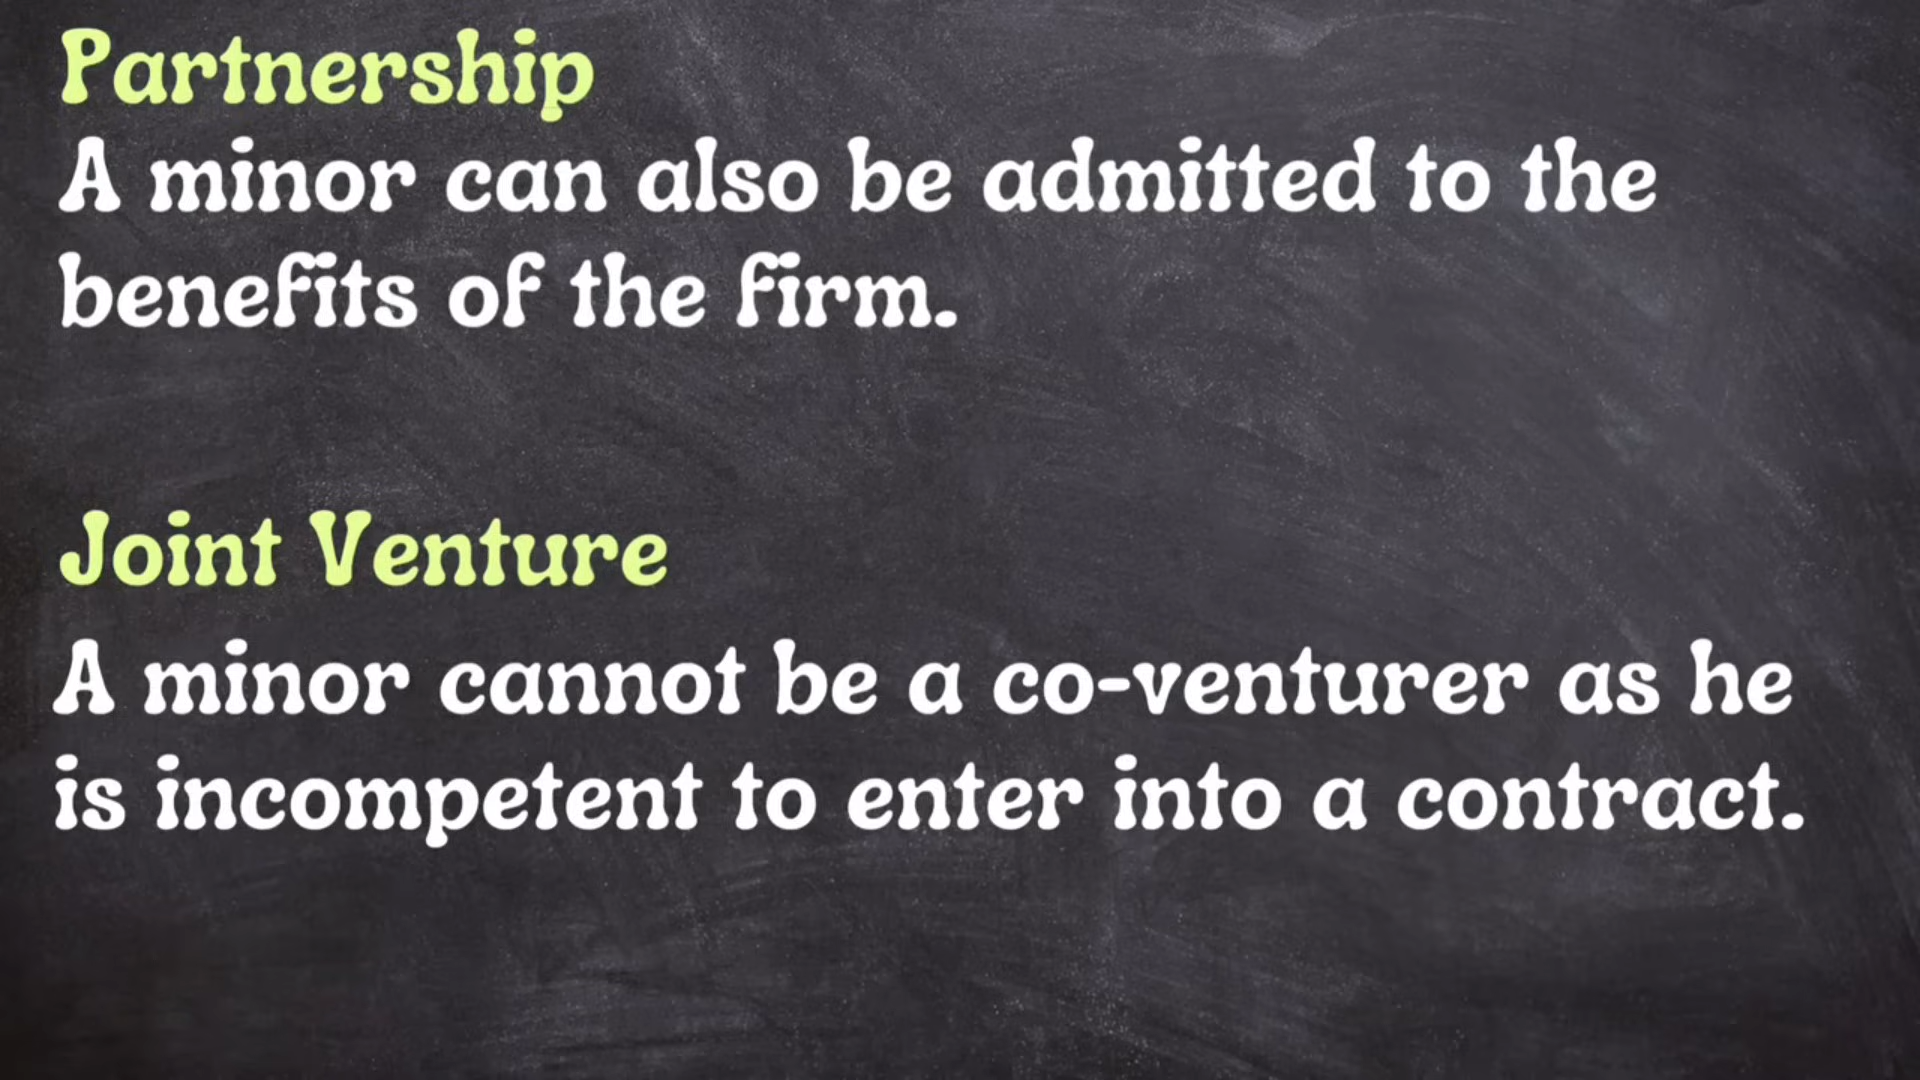 Partnership
A minor can also be admitted to the
benefits of the firm.
Joint Venture
A minor cannot be a co-venturer as he
is incompetent to enter into a contract.